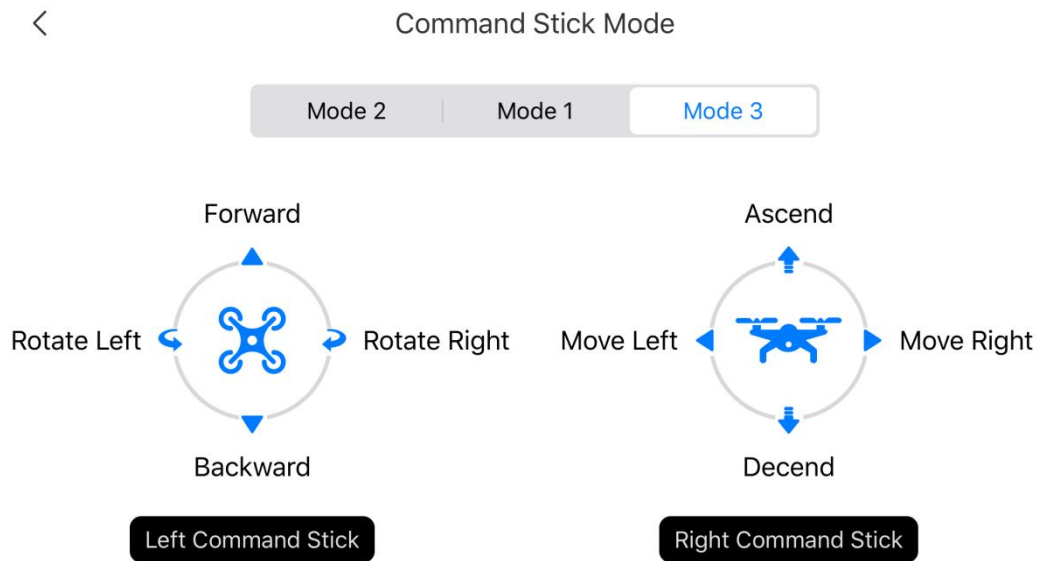 Command Stick Mode
Mode 2 Mode 1 Mode 3
Forward
Rotate Left Rotate Right
Backward
Left Command Stick
Ascend
Move Left Move Right
Decend
Right Command Stick